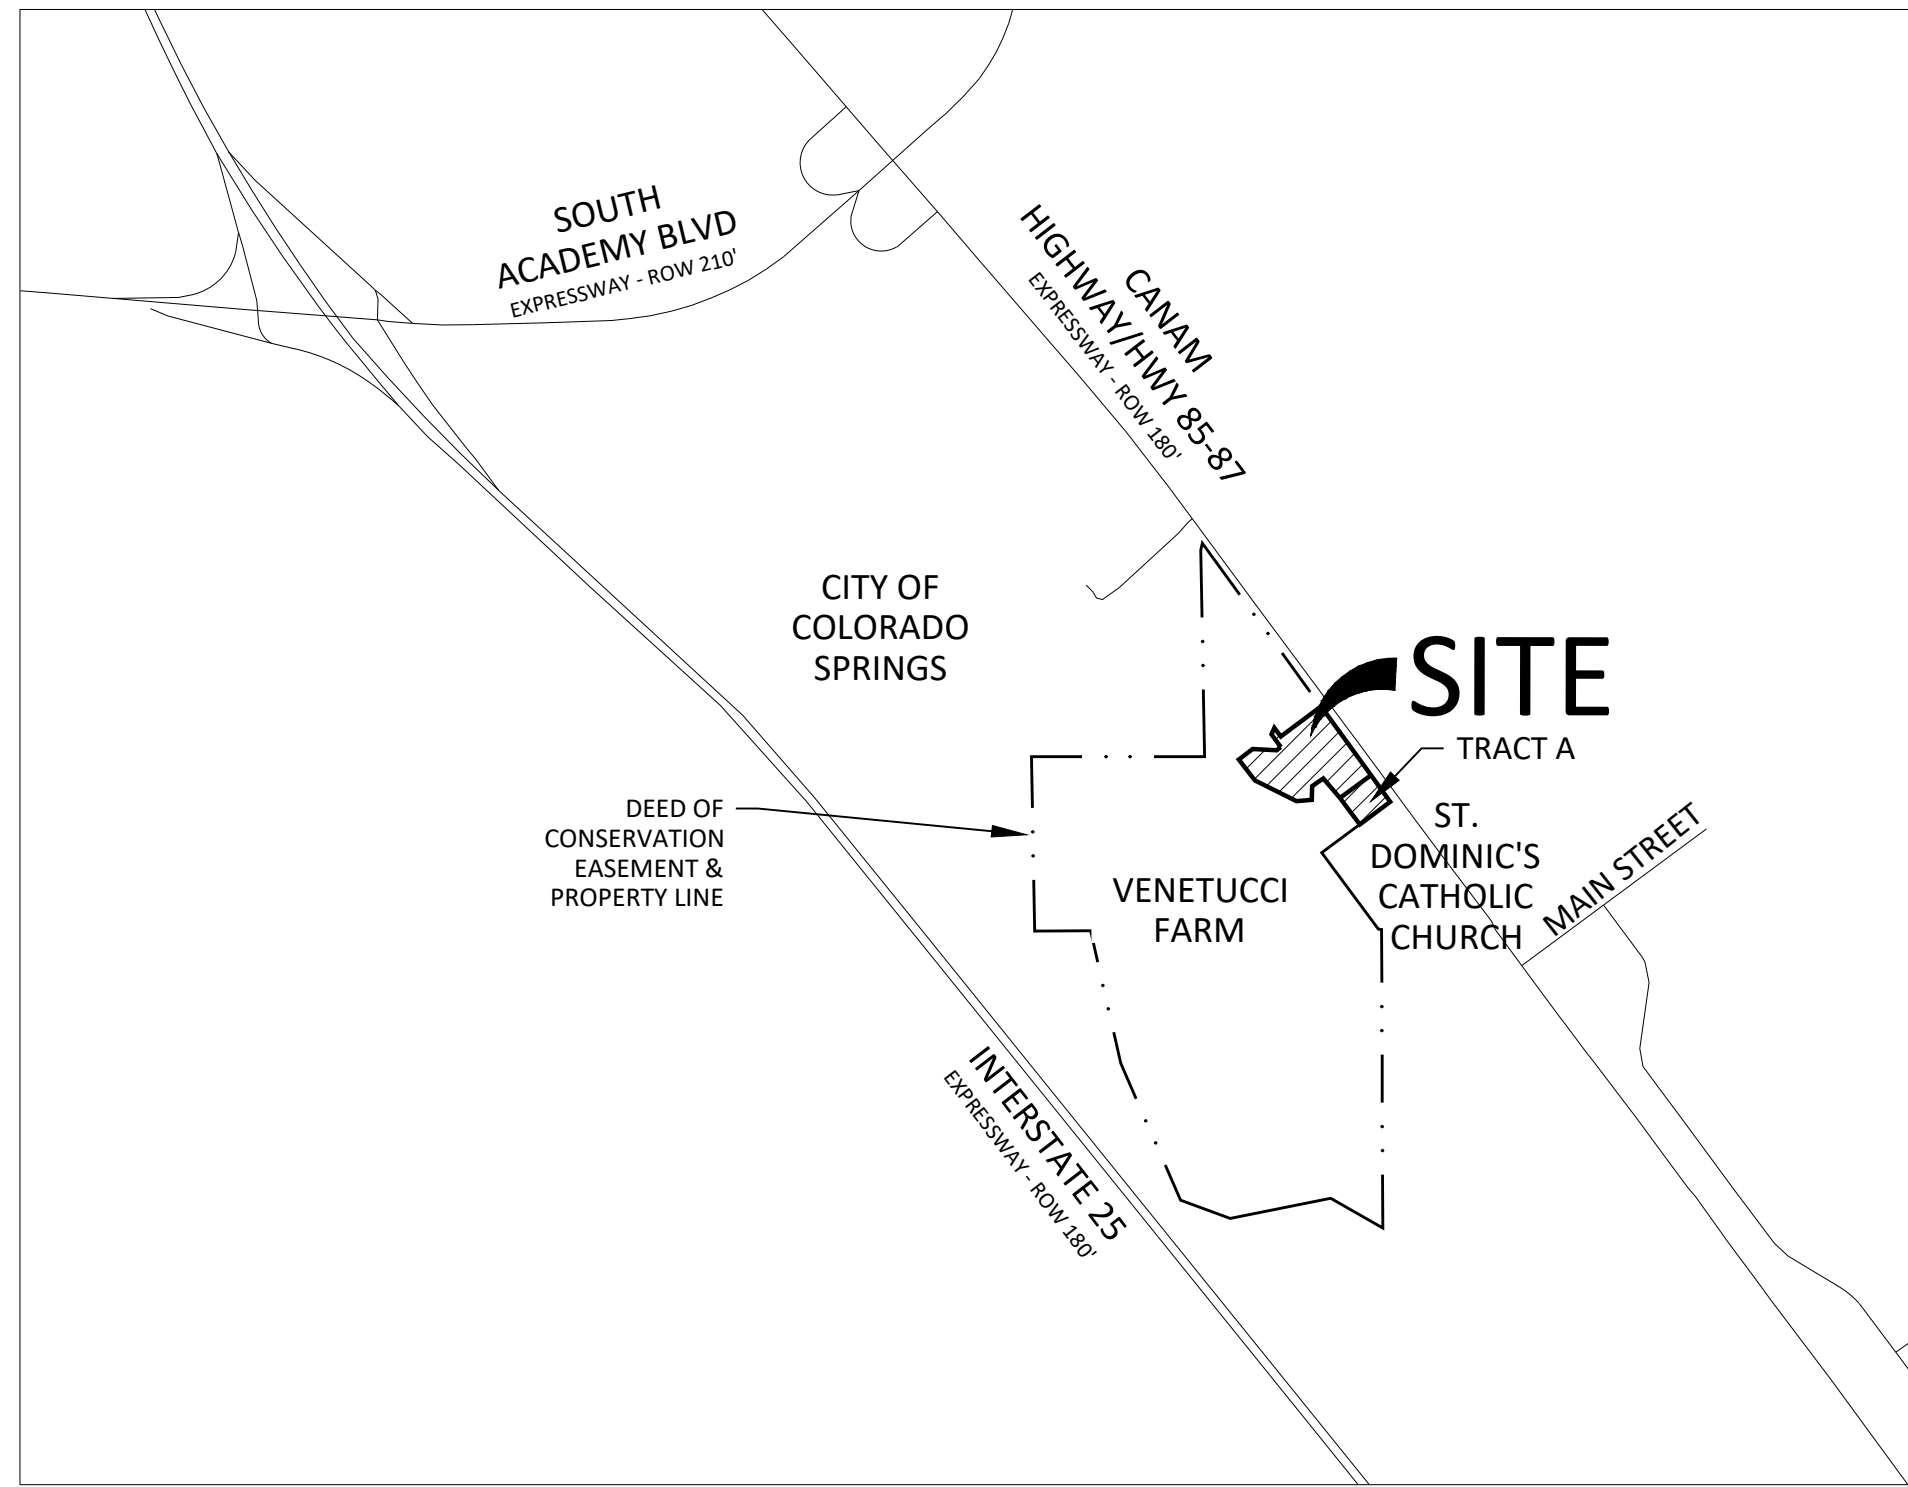 SOUTH
ACADEMY BLVD
EXPRESSWAY - ROW 210'
CANAM
HIGHWAY/HWY 85-87
EXPRESSWAY - ROW 180'
CITY OF
COLORADO
SPRINGS
SITE
TRACT A
DEED OF
CONSERVATION
EASEMENT &
PROPERTY LINE
VENETUCCI
FARM
ST.
DOMINIC'S
CATHOLIC
CHURCH
MAIN STREET
INTERSTATE 25
EXPRESSWAY - ROW 180'